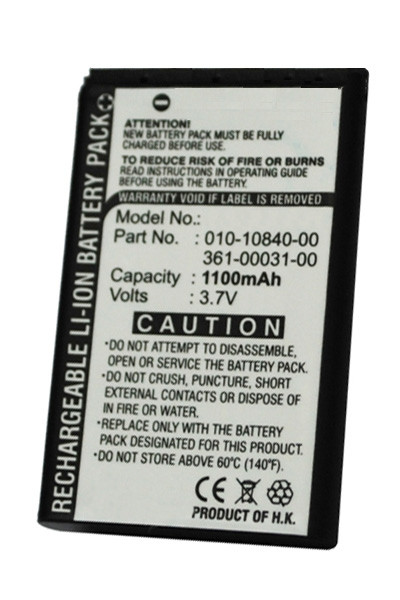 RECHARGEABLE LI-ION BATTERY PACK
ATTENTION!
NEW BATTERY PACK MUST BE FULLY
CHARGED BEFORE INITIAL USE.
TO REDUCE RISK OF FIRE OR BURNS
READ INSTRUCTIONS IN OPERATING GUIDE
BEFORE CHARGING.
WARRANTY VOID IF LABEL IS REMOVED
Model No.:
Part No. : 010-10840-00
361-00031-00
Capacity : 1100mAh
Volts : 3.7V
CAUTION
•DO NOT ATTEMPT TO DISASSEMBLE,
OPEN OR SERVICE THE BATTERY PACK.
•DO NOT CRUSH, PUNCTURE, SHORT
EXTERNAL CONTACTS OR DISPOSE OF
IN FIRE OR WATER.
•REPLACE ONLY WITH THE BATTERY
PACK DESIGNATED FOR THIS PRODUCT.
•DO NOT STORE ABOVE 60°C (140°F).
CE
PRODUCT OF H.K.